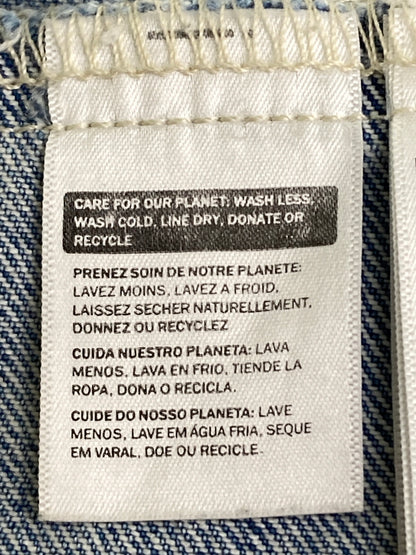 CARE FOR OUR PLANET: WASH LESS,
WASH COLD, LINE DRY, DONATE OR
RECYCLE
PRENEZ SOIN DE NOTRE PLANETE:
LAVEZ MOINS, LAVEZ A FROID,
LAISSEZ SECHER NATURELLEMENT,
DONNEZ OU RECYCLEZ
CUIDA NUESTRO PLANETA: LAVA
MENOS, LAVA EN FRIO, TIENDE LA
ROPA, DONA O RECICLA.
CUIDE DO NOSSO PLANETA: LAVE
MENOS, LAVE EM ÁGUA FRIA, SEQUE
EM VARAL, DOE OU RECICLE.